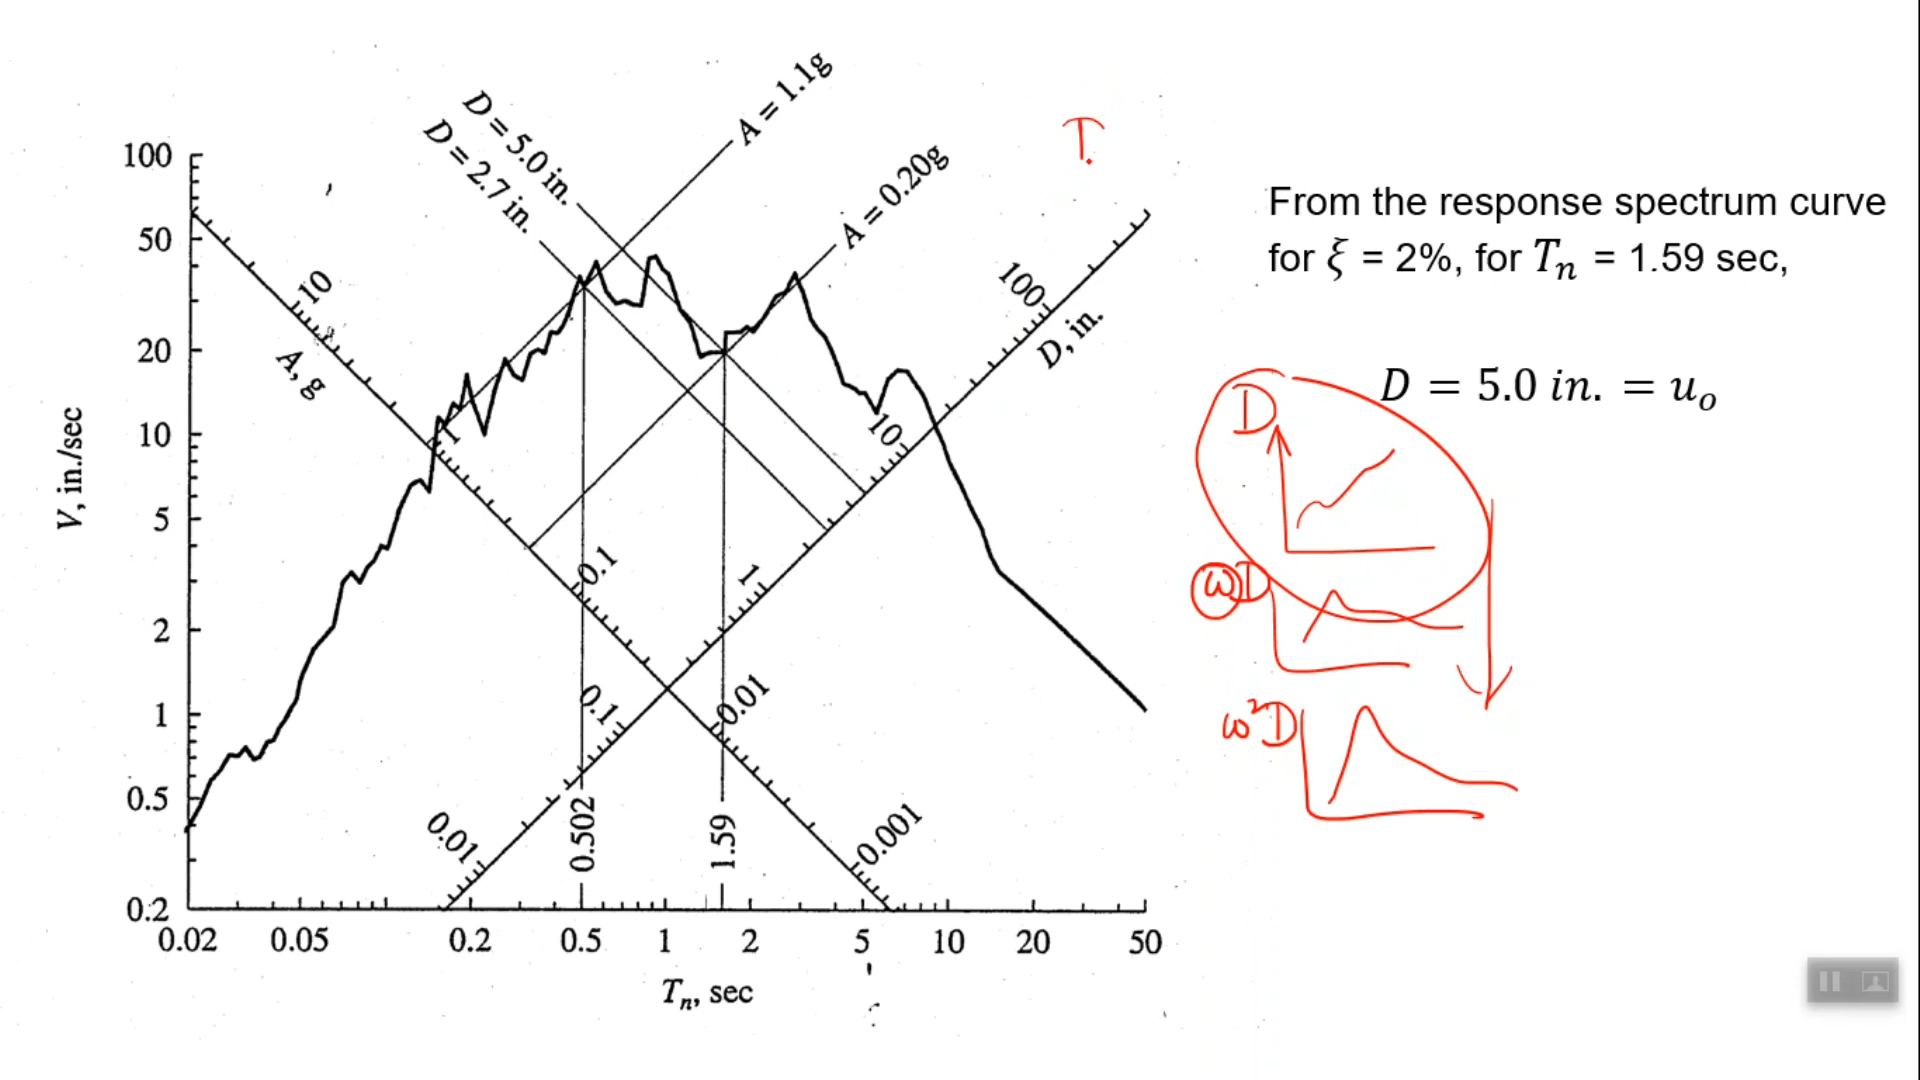 D = 5.0 in.
D = 2.7 in.
A = 1.1g
A = 0.20g
T.
From the response spectrum curve
for ξ = 2%, for Tₙ = 1.59 sec,
D = 5.0 in. = uₒ
D
ωD
ω²D
V, in./sec
100
50
20
10
5
2
1
0.5
0.2
A, g
10
1
0.1
0.01
0.001
D, in.
100
10
1
0.1
0.01
0.502
1.59
0.02 0.05 0.2 0.5 1 2 5 10 20 50
Tₙ, sec